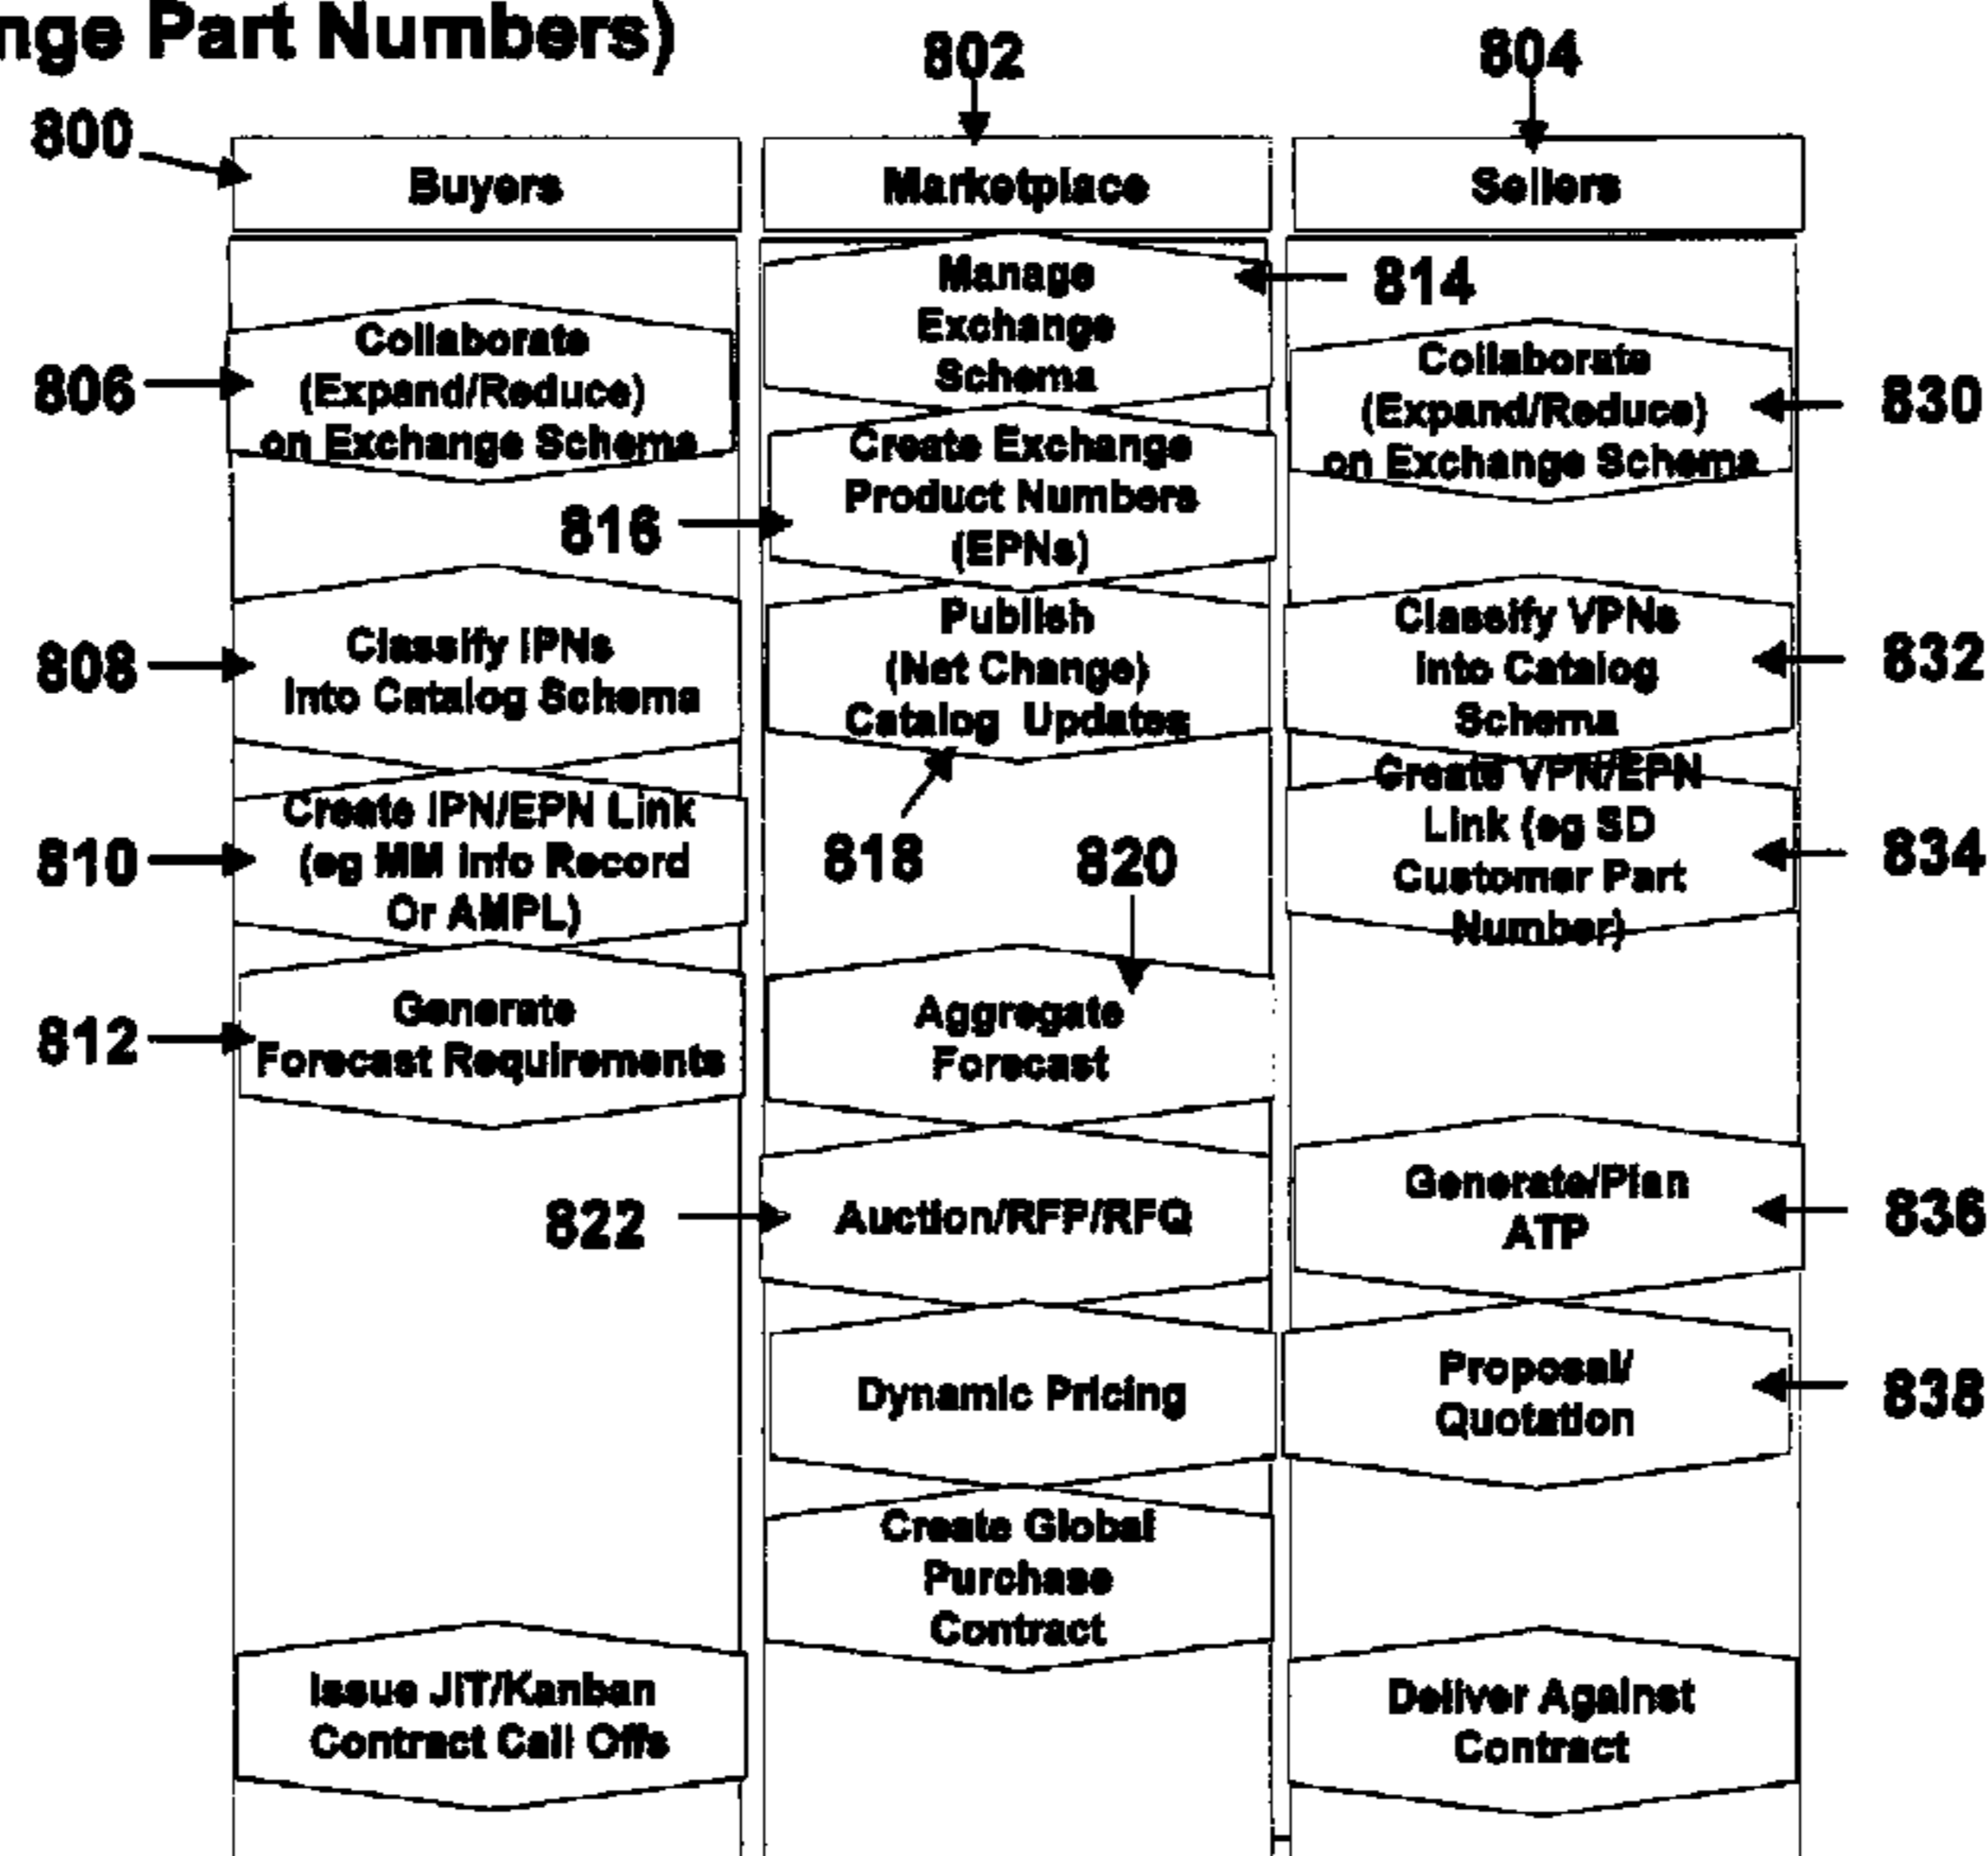 nge Part Numbers)
802
804
800
Buyers
Marketplace
Sellers
Manage
Exchange
Schema
814
Collaborate
(Expand/Reduce)
on Exchange Schema
806
Collaborate
(Expand/Reduce)
on Exchange Schema
830
Create Exchange
Product Numbers
(EPNs)
816
Classify IPNs
Into Catalog Schema
808
Publish
(Net Change)
Catalog Updates
818
Classify VPNs
into Catalog
Schema
832
Create IPN/EPN Link
(eg MM info Record
Or AMPL)
810
Create VPN/EPN
Link (eg SD
Customer Part
Number)
834
820
Generate
Forecast Requirements
812
Aggregate
Forecast
Auction/RFP/RFQ
822
Generate/Plan
ATP
836
Dynamic Pricing
Proposal/
Quotation
838
Create Global
Purchase
Contract
Issue JIT/Kanban
Contract Call Offs
Deliver Against
Contract